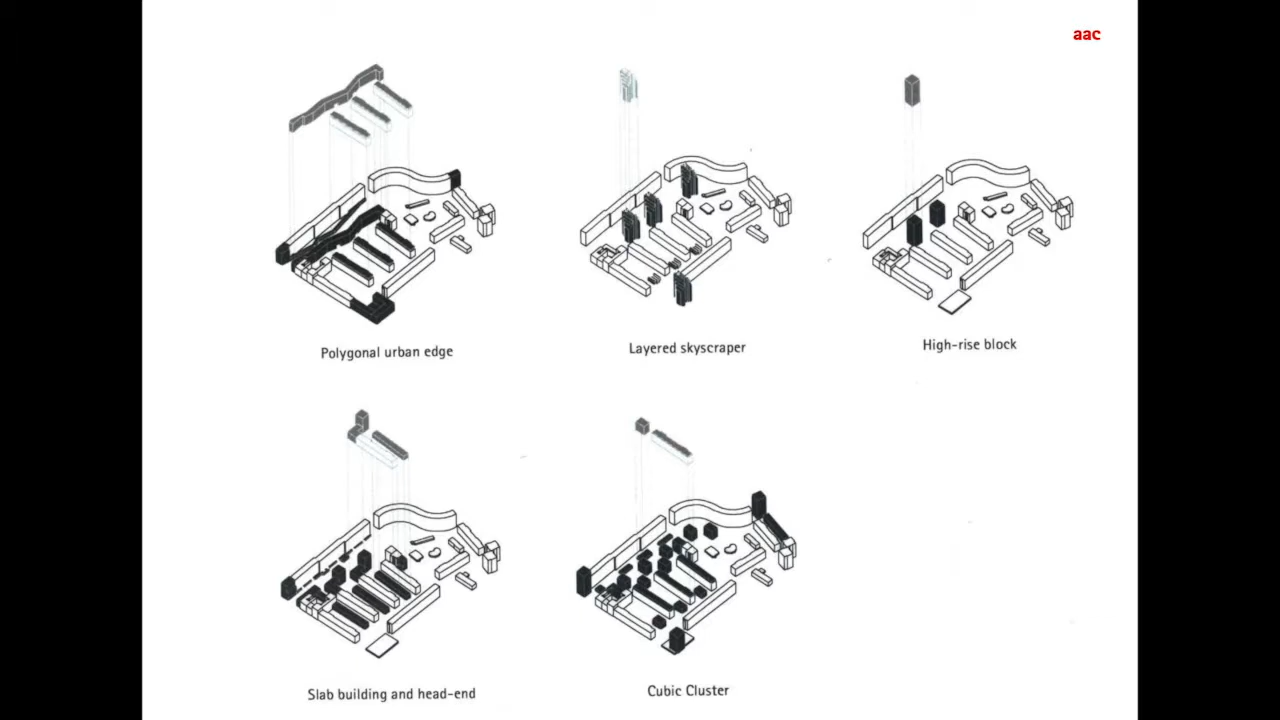 aac
Polygonal urban edge
Layered skyscraper
High-rise block
Slab building and head-end
Cubic Cluster